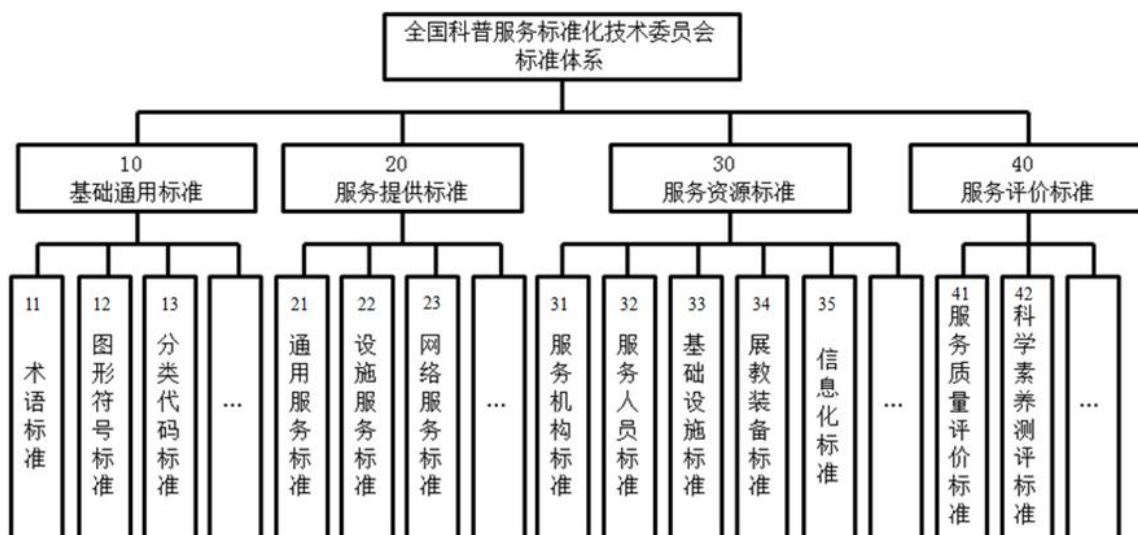 全国科普服务标准化技术委员会
标准体系
10
基础通用标准
20
服务提供标准
30
服务资源标准
40
服务评价标准
11
术语标准
12
图形符号标准
13
分类代码标准
...
21
通用服务标准
22
设施服务标准
23
网络服务标准
...
31
服务机构标准
32
服务人员标准
33
基础设施标准
34
展教装备标准
35
信息化标准
...
41
服务质量评价标准
42
科学素养测评标准
...